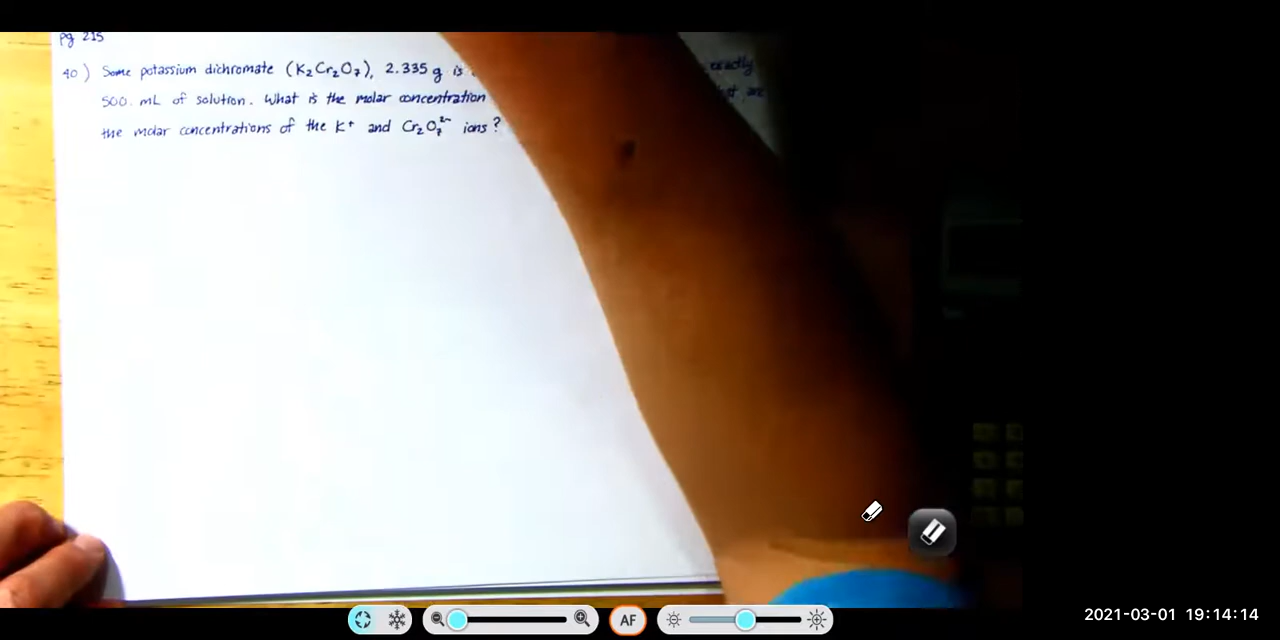 pg 215
40) Some potassium dichromate (K₂Cr₂O₇), 2.335 g is exactly
500. mL of solution. What is the molar concentration are
the molar concentrations of the K⁺ and Cr₂O₇²⁻ ions?
AF
2021-03-01 19:14:14